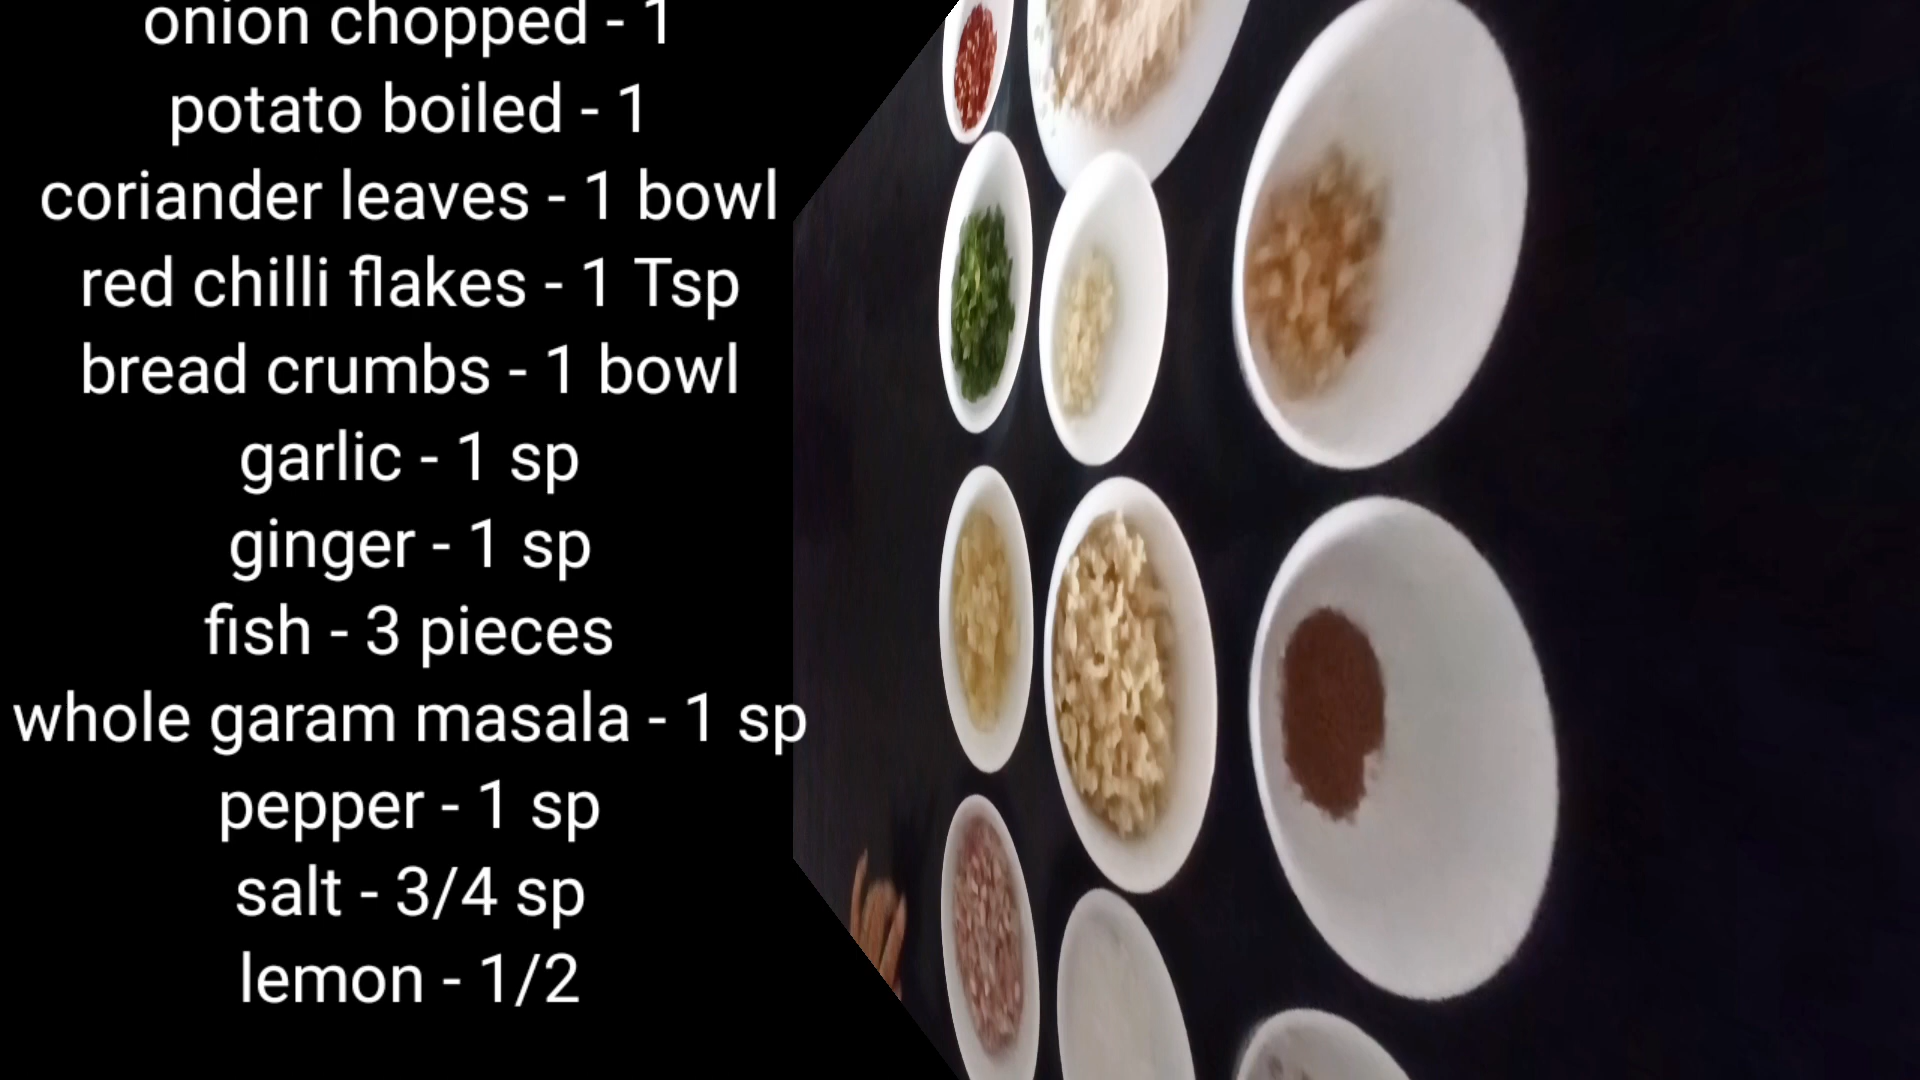 onion chopped - 1
potato boiled - 1
coriander leaves - 1 bowl
red chilli flakes - 1 Tsp
bread crumbs - 1 bowl
garlic - 1 sp
ginger - 1 sp
fish - 3 pieces
whole garam masala - 1 sp
pepper - 1 sp
salt - 3/4 sp
lemon - 1/2